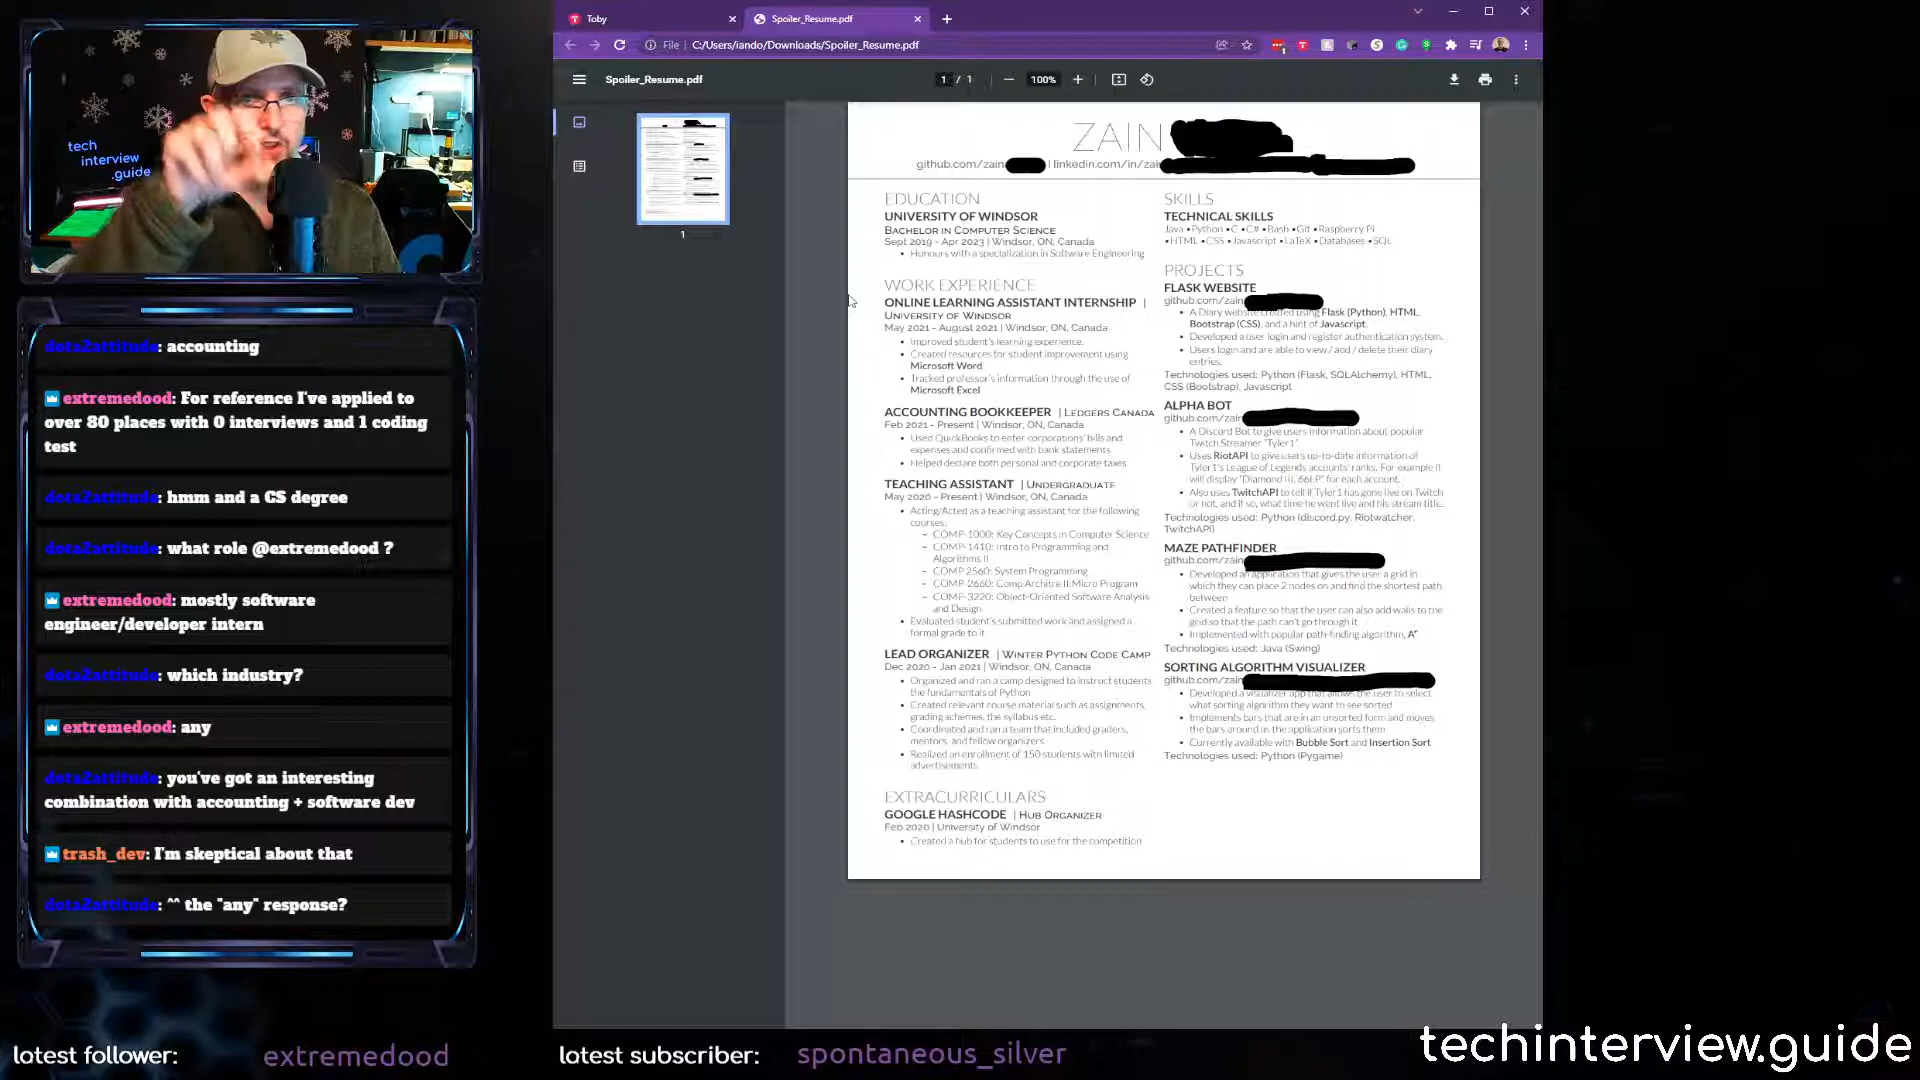 tech
interview
.guide
dota2attitude: accounting
extremedood: For reference I've applied to
over 80 places with 0 interviews and 1 coding
test
dota2attitude: hmm and a CS degree
dota2attitude: what role @extremedood ?
extremedood: mostly software
engineer/developer intern
dota2attitude: which industry?
extremedood: any
dota2attitude: you've got an interesting
combination with accounting + software dev
trash_dev: I'm skeptical about that
dota2attitude: ^^ the "any" response?
latest follower: extremedood
latest subscriber: spontaneous_silver
techinterview.guide
Toby
Spoiler_Resume.pdf
File | C:/Users/iando/Downloads/Spoiler_Resume.pdf
Spoiler_Resume.pdf
1 / 1
100%
1
ZAIN
github.com/zain | linkedin.com/in/zain
EDUCATION
UNIVERSITY OF WINDSOR
BACHELOR IN COMPUTER SCIENCE
Sept 2019 - Apr 2023 | Windsor, ON, Canada
• Honours with a specialization in Software Engineering
WORK EXPERIENCE
ONLINE LEARNING ASSISTANT INTERNSHIP |
UNIVERSITY OF WINDSOR
May 2021 - August 2021 | Windsor, ON, Canada
• Improved student's learning experience.
• Created resources for student improvement using
Microsoft Word
• Tracked professor's information through the use of
Microsoft Excel
ACCOUNTING BOOKKEEPER | LEDGERS CANADA
Feb 2021 - Present | Windsor, ON, Canada
• Used QuickBooks to enter corporations' bills and
expenses and confirmed with bank statements
• Helped declare both personal and corporate taxes
TEACHING ASSISTANT | UNDERGRADUATE
May 2020 - Present | Windsor, ON, Canada
• Acting/Acted as a teaching assistant for the following
courses:
– COMP-1000: Key Concepts in Computer Science
– COMP-1410: Intro to Programming and
Algorithms II
– COMP 2560: System Programming
– COMP-2660: Comp Architre II:Micro Program
– COMP-3220: Object-Oriented Software Analysis
and Design
• Evaluated student's submitted work and assigned a
formal grade to it
LEAD ORGANIZER | WINTER PYTHON CODE CAMP
Dec 2020 - Jan 2021 | Windsor, ON, Canada
• Organized and ran a camp designed to instruct students
the fundamentals of Python
• Created relevant course material such as assignments,
grading schemes, the syllabus etc.
• Coordinated and ran a team that included graders,
mentors, and fellow organizers
• Realized an enrollment of 150 students with limited
advertisements
EXTRACURRICULARS
GOOGLE HASHCODE | HUB ORGANIZER
Feb 2020 | University of Windsor
• Created a hub for students to use for the competition
SKILLS
TECHNICAL SKILLS
Java •Python •C •C# •Bash •Git •Raspberry Pi
•HTML •CSS •Javascript •LaTeX •Databases •SQL
PROJECTS
FLASK WEBSITE
github.com/zain
• A Diary website created using Flask (Python), HTML,
Bootstrap (CSS), and a hint of Javascript.
• Developed a user login and register authentication system.
• Users login and are able to view / add / delete their diary
entries.
Technologies used: Python (Flask, SQLAlchemy), HTML,
CSS (Bootstrap), Javascript
ALPHA BOT
github.com/zain
• A Discord Bot to give users information about popular
Twitch Streamer "Tyler1"
• Uses RiotAPI to give users up-to-date information of
Tyler1's League of Legends accounts' ranks. For example it
will display "Diamond III, 66LP" for each account.
• Also uses TwitchAPI to tell if Tyler1 has gone live on Twitch
or not, and if so, what time he went live and his stream title.
Technologies used: Python (discord.py, Riotwatcher,
TwitchAPI)
MAZE PATHFINDER
github.com/zain
• Developed an application that gives the user a grid in
which they can place 2 nodes on and find the shortest path
between
• Created a feature so that the user can also add walls to the
grid so that the path can't go through it
• Implemented with popular path-finding algorithm, A*
Technologies used: Java (Swing)
SORTING ALGORITHM VISUALIZER
github.com/zain
• Developed a visualizer app that allows the user to select
what sorting algorithm they want to see sorted
• Implements bars that are in an unsorted form and moves
the bars around as the application sorts them
• Currently available with Bubble Sort and Insertion Sort
Technologies used: Python (Pygame)